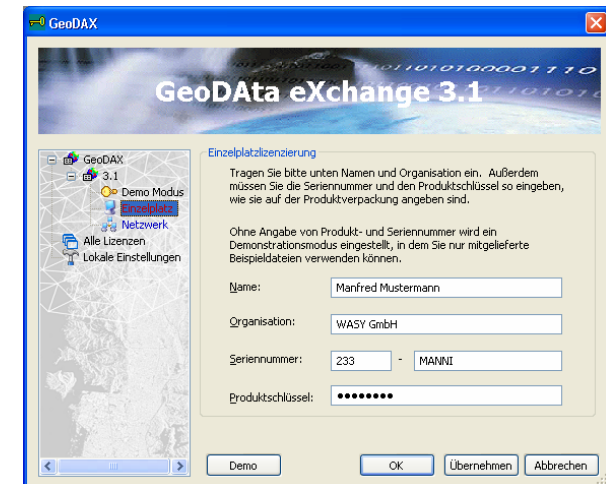 GeoDAX
GeoDAta eXchange 3.1
GeoDAX
3.1
Demo Modus
Einzelplatz
Netzwerk
Alle Lizenzen
Lokale Einstellungen
Einzelplatzlizenzierung
Tragen Sie bitte unten Namen und Organisation ein. Außerdem
müssen Sie die Seriennummer und den Produktschlüssel so eingeben,
wie sie auf der Produktverpackung angeben sind.
Ohne Angabe von Produkt- und Seriennummer wird ein
Demonstrationsmodus eingestellt, in dem Sie nur mitgelieferte
Beispieldateien verwenden können.
Name: Manfred Mustermann
Organisation: WASY GmbH
Seriennummer: 233 - MANNI
Produktschlüssel: ●●●●●●●●
Demo OK Übernehmen Abbrechen